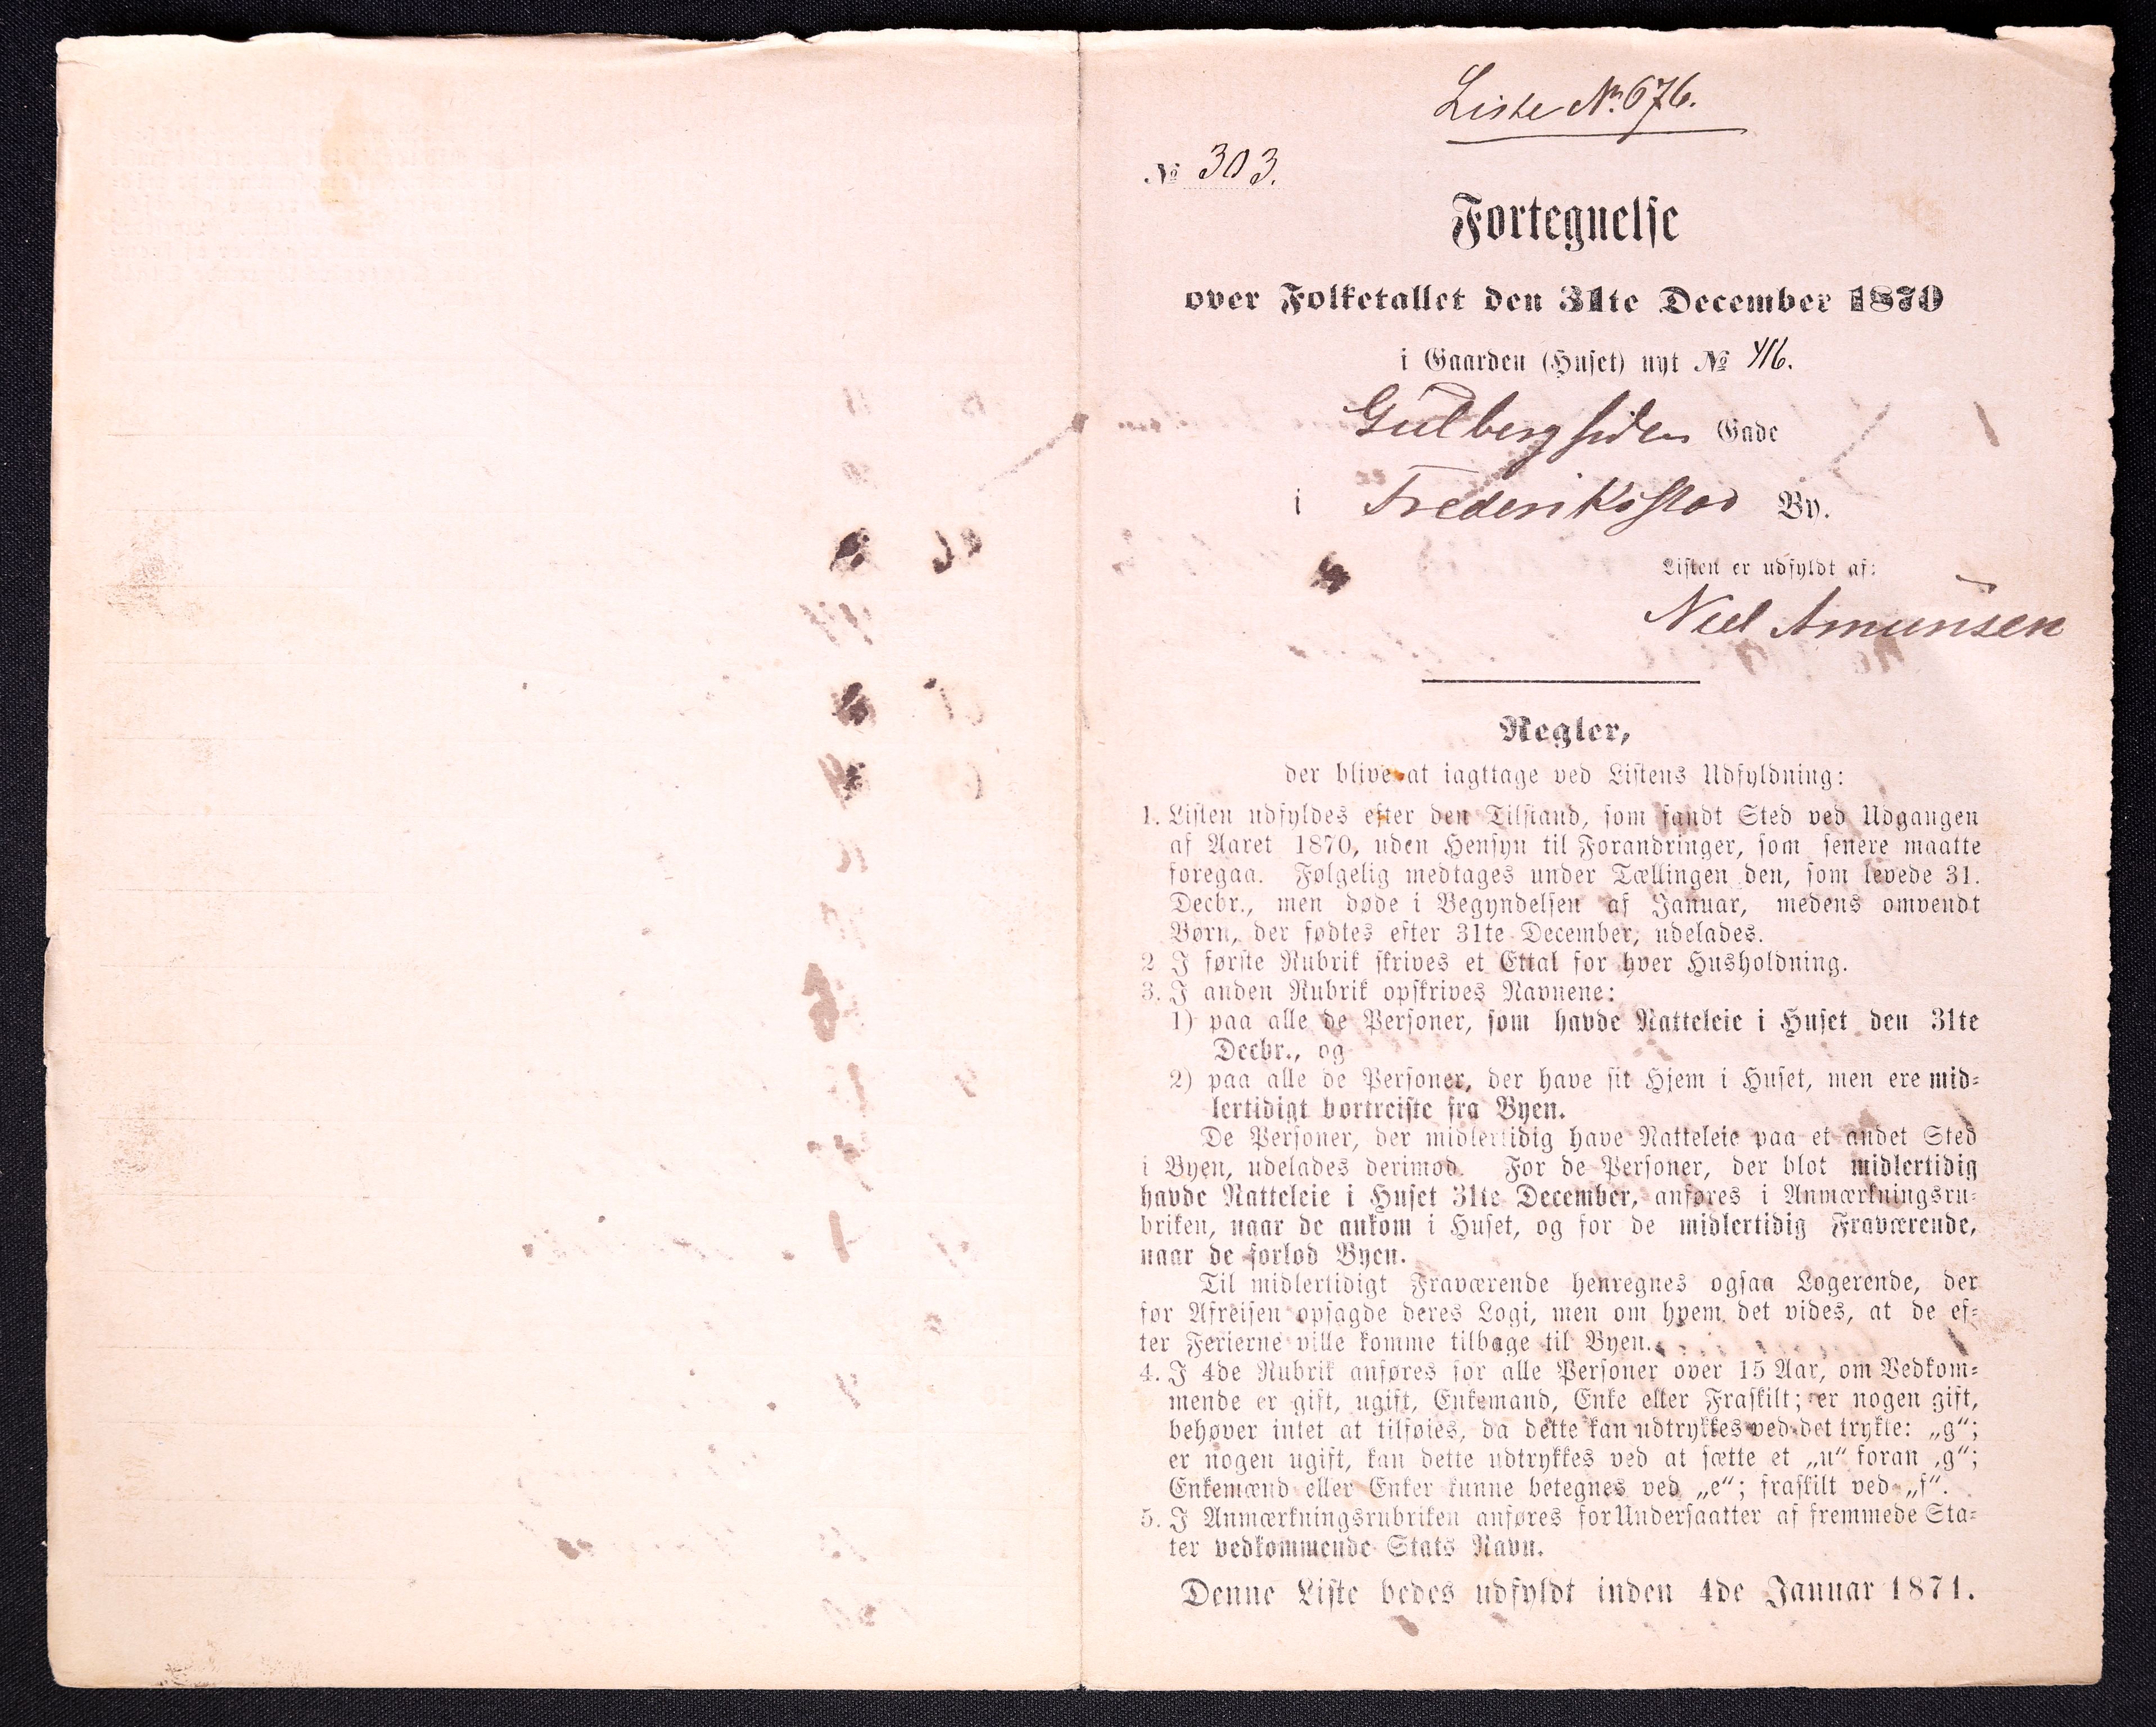 Liste No. 676.
No 303.
Fortegnelse
over Folketallet den 31te December 1870
i Gaarden (Huset) nyt No 416.
Gulbergsiden Gade
i Frederiksstad By.
Listen er udfyldt af:
Niel Amunsen
Regler,
der blive at iagttage ved Listens Udfyldning:
1. Listen udfyldes efter den Tilstand, som fandt Sted ved Udgangen
af Aaret 1870, uden Hensyn til Forandringer, som senere maatte
foregaa. Følgelig medtages under Tællingen den, som levede 31.
Decbr., men døde i Begyndelsen af Januar, medens omvendt
Børn, der fødtes efter 31te December, udelades.
2 I første Rubrik skrives et Ettal for hver Husholdning.
3. I anden Rubrik opskrives Navnene:
1) paa alle de Personer, som havde Natteleie i Huset den 31te
Decbr., og
2) paa alle de Personer, der have sit Hjem i Huset, men ere mid-
lertidigt bortreiste fra Byen.
De Personer, der midlertidig have Natteleie paa et andet Sted
i Byen, udelades derimod. For de Personer, der blot midlertidig
havde Natteleie i Huset 31te December, anføres i Anmærkningsru-
briken, naar de ankom i Huset, og for de midlertidig Fraværende,
naar de forlod Byen.
Til midlertidigt Fraværende henregnes ogsaa Logerende, der
før Afreisen opsagde deres Logi, men om hvem det vides, at de ef-
ter Ferierne ville komme tilbage til Byen.
4. I 4de Rubrik anføres for alle Personer over 15 Aar, om Vedkom-
mende er gift, ugift, Enkemand, Enke eller Fraskilt; er nogen gift,
behøver intet at tilføies, da dette kan udtrykkes ved det trykte: „g“;
er nogen ugift, kan dette udtrykkes ved at sætte et „u“ foran „g“;
Enkemænd eller Enker kunne betegnes ved „e“; fraskilt ved „f“.
5. I Anmærkningsrubriken anføres for Undersaatter af fremmede Sta-
ter vedkommende Stats Navn.
Denne Liste bedes udfyldt inden 4de Januar 1871.